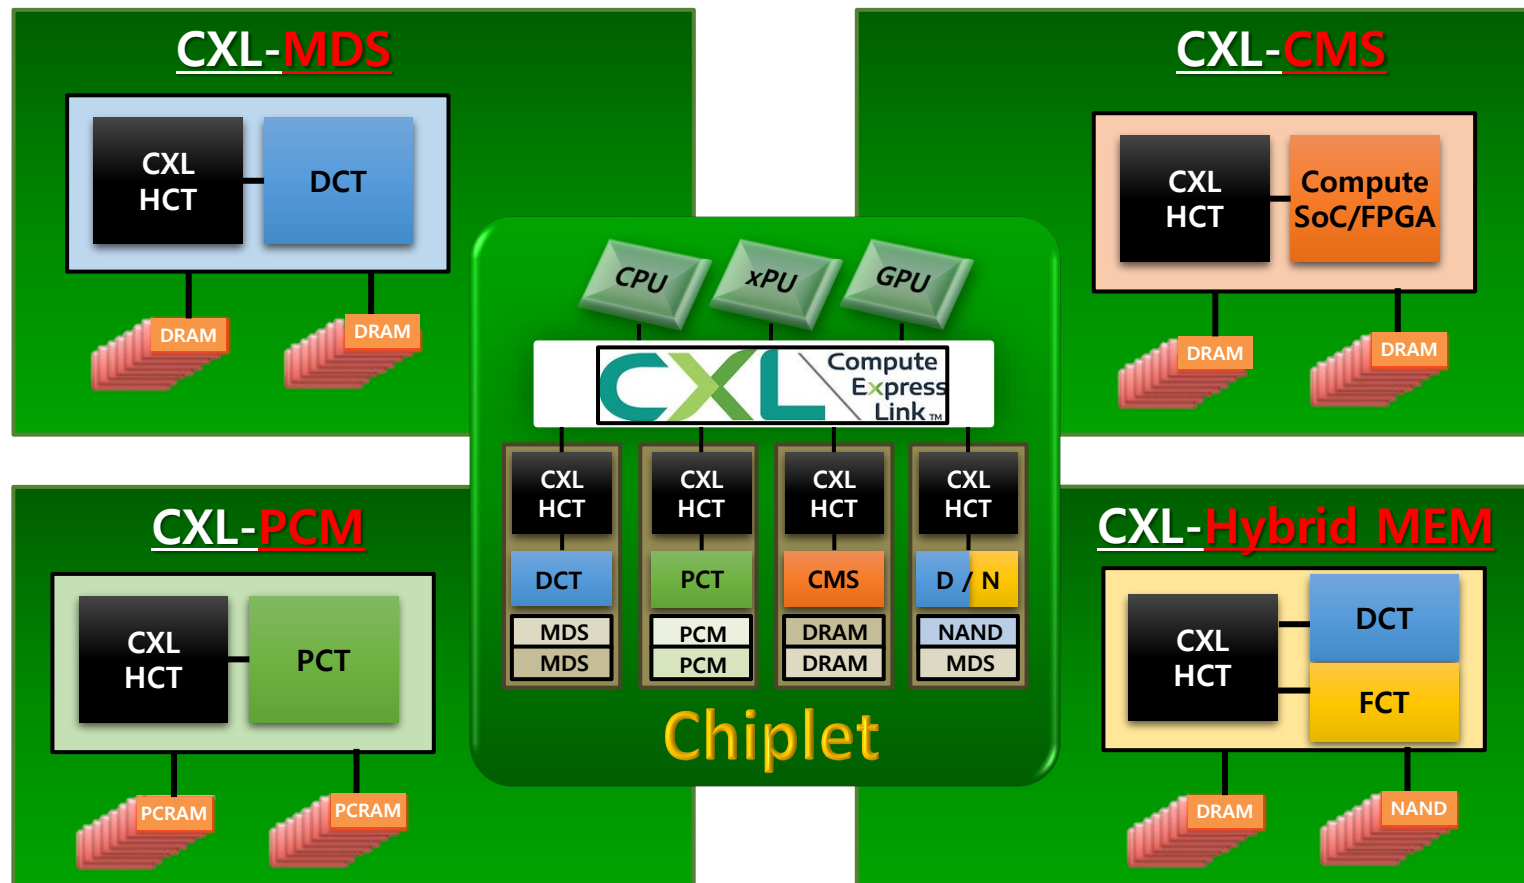 CXL-MDS
CXL
HCT
DCT
DRAM
DRAM
CXL-CMS
CXL
HCT
Compute
SoC/FPGA
DRAM
DRAM
CPU
xPU
GPU
CXL
Compute
Express
Link™
CXL
HCT
CXL
HCT
CXL
HCT
CXL
HCT
DCT
PCT
CMS
D / N
MDS
MDS
PCM
PCM
DRAM
DRAM
NAND
MDS
Chiplet
CXL-PCM
CXL
HCT
PCT
PCRAM
PCRAM
CXL-Hybrid MEM
CXL
HCT
DCT
FCT
DRAM
NAND